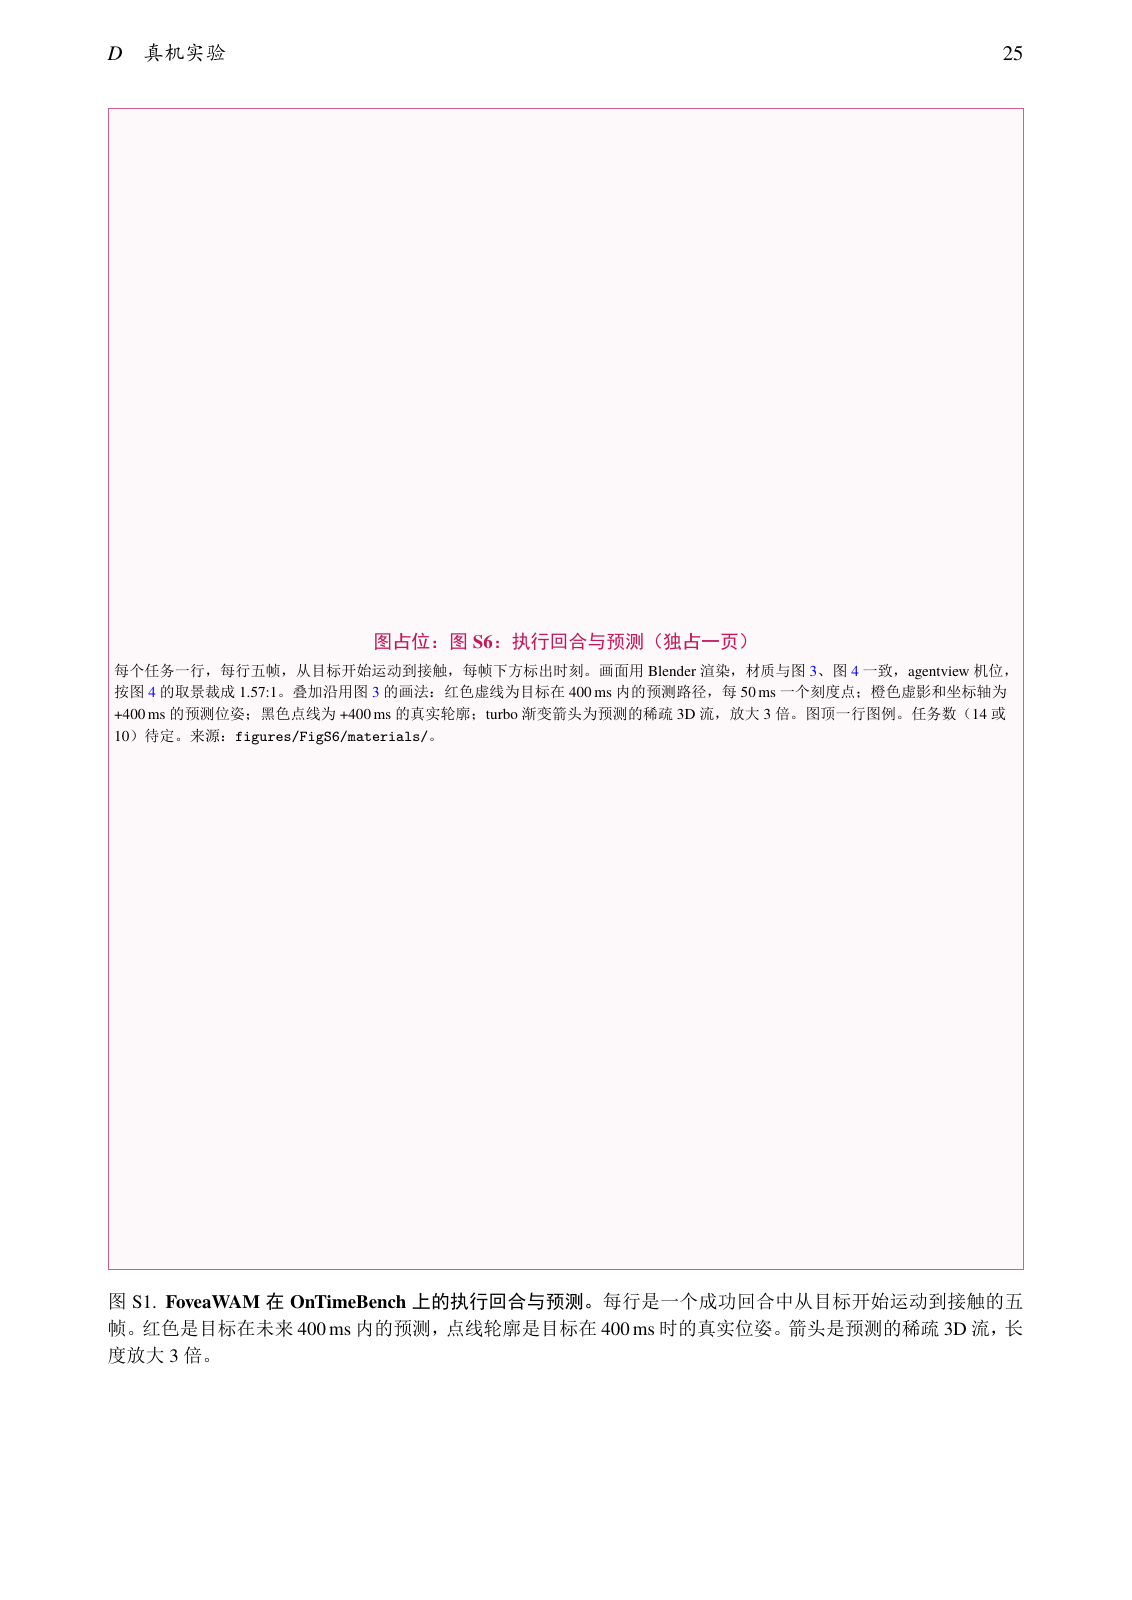 D 真机实验 25
图占位：图 S6：执行回合与预测（独占一页）
每个任务一行，每行五帧，从目标开始运动到接触，每帧下方标出时刻。画面用 Blender 渲染，材质与图 3、图 4 一致，agentview 机位，
按图 4 的取景裁成 1.57:1。叠加沿用图 3 的画法：红色虚线为目标在 400 ms 内的预测路径，每 50 ms 一个刻度点；橙色虚影和坐标轴为
+400 ms 的预测位姿；黑色点线为 +400 ms 的真实轮廓；turbo 渐变箭头为预测的稀疏 3D 流，放大 3 倍。图顶一行图例。任务数（14 或
10）待定。来源：figures/FigS6/materials/。
图 S1. FoveaWAM 在 OnTimeBench 上的执行回合与预测。每行是一个成功回合中从目标开始运动到接触的五
帧。红色是目标在未来 400 ms 内的预测，点线轮廓是目标在 400 ms 时的真实位姿。箭头是预测的稀疏 3D 流，长
度放大 3 倍。